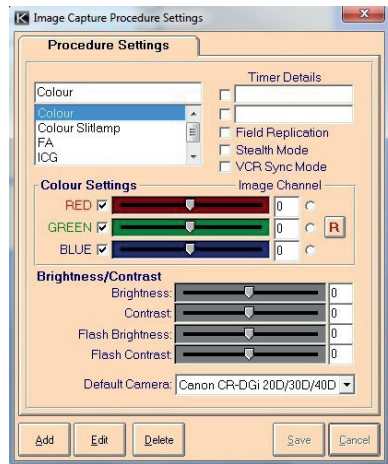 Image Capture Procedure Settings
Procedure Settings
Timer Details
Colour
Colour
Colour Slitlamp
FA
ICG
Field Replication
Stealth Mode
VCR Sync Mode
Colour Settings
Image Channel
RED 0
GREEN 0 R
BLUE 0
Brightness/Contrast
Brightness: 0
Contrast: 0
Flash Brightness: 0
Flash Contrast: 0
Default Camera: Canon CR-DGi 20D/30D/40D
Add Edit Delete Save Cancel